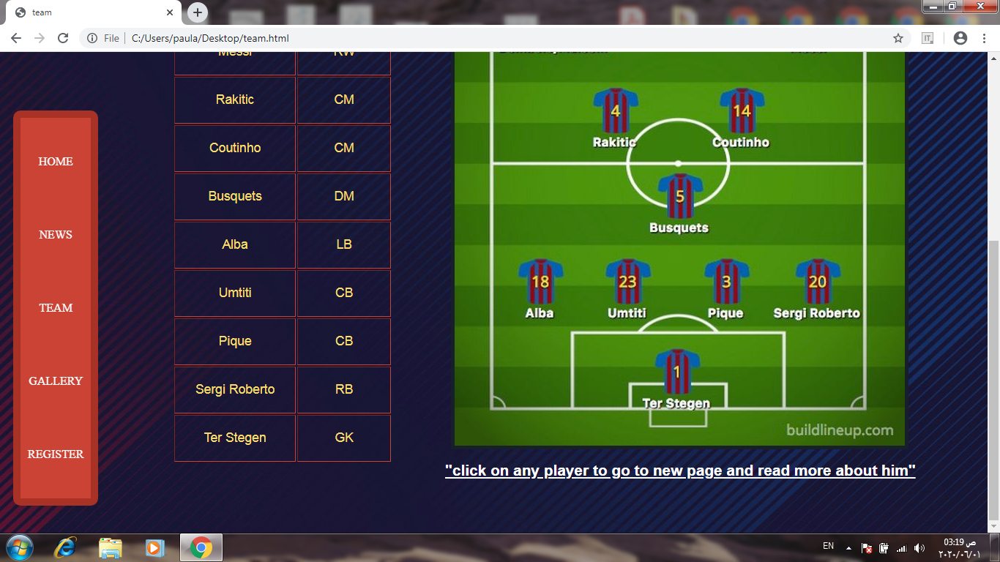 team
File
C:/Users/paula/Desktop/team.html
IT
HOME
NEWS
TEAM
GALLERY
REGISTER
Messi RW
Rakitic CM
Coutinho CM
Busquets DM
Alba LB
Umtiti CB
Pique CB
Sergi Roberto RB
Ter Stegen GK
4 14
Rakitic Coutinho
5
Busquets
18 23 3 20
Alba Umtiti Pique Sergi Roberto
1
Ter Stegen
buildlineup.com
"click on any player to go to new page and read more about him"
EN
03:19 ص
٢٠٢٠/٠٦/٠١